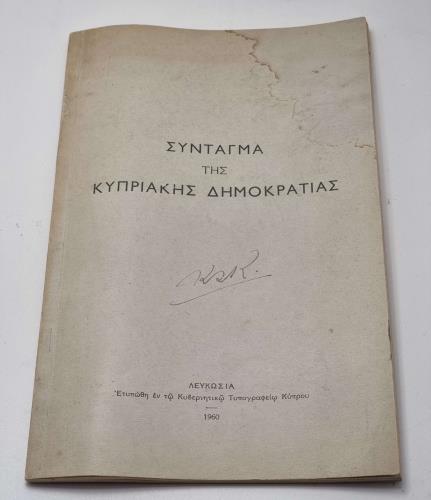 ΣΥΝΤΑΓΜΑ
ΤΗΣ
ΚΥΠΡΙΑΚΗΣ ΔΗΜΟΚΡΑΤΙΑΣ
ΛΕΥΚΩΣΙΑ
Ἐτυπώθη ἐν τῷ Κυβερνητικῷ Τυπογραφείῳ Κύπρου
1960